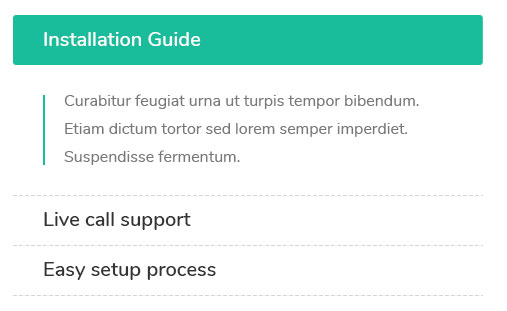 Installation Guide
Curabitur feugiat urna ut turpis tempor bibendum.
Etiam dictum tortor sed lorem semper imperdiet.
Suspendisse fermentum.
Live call support
Easy setup process